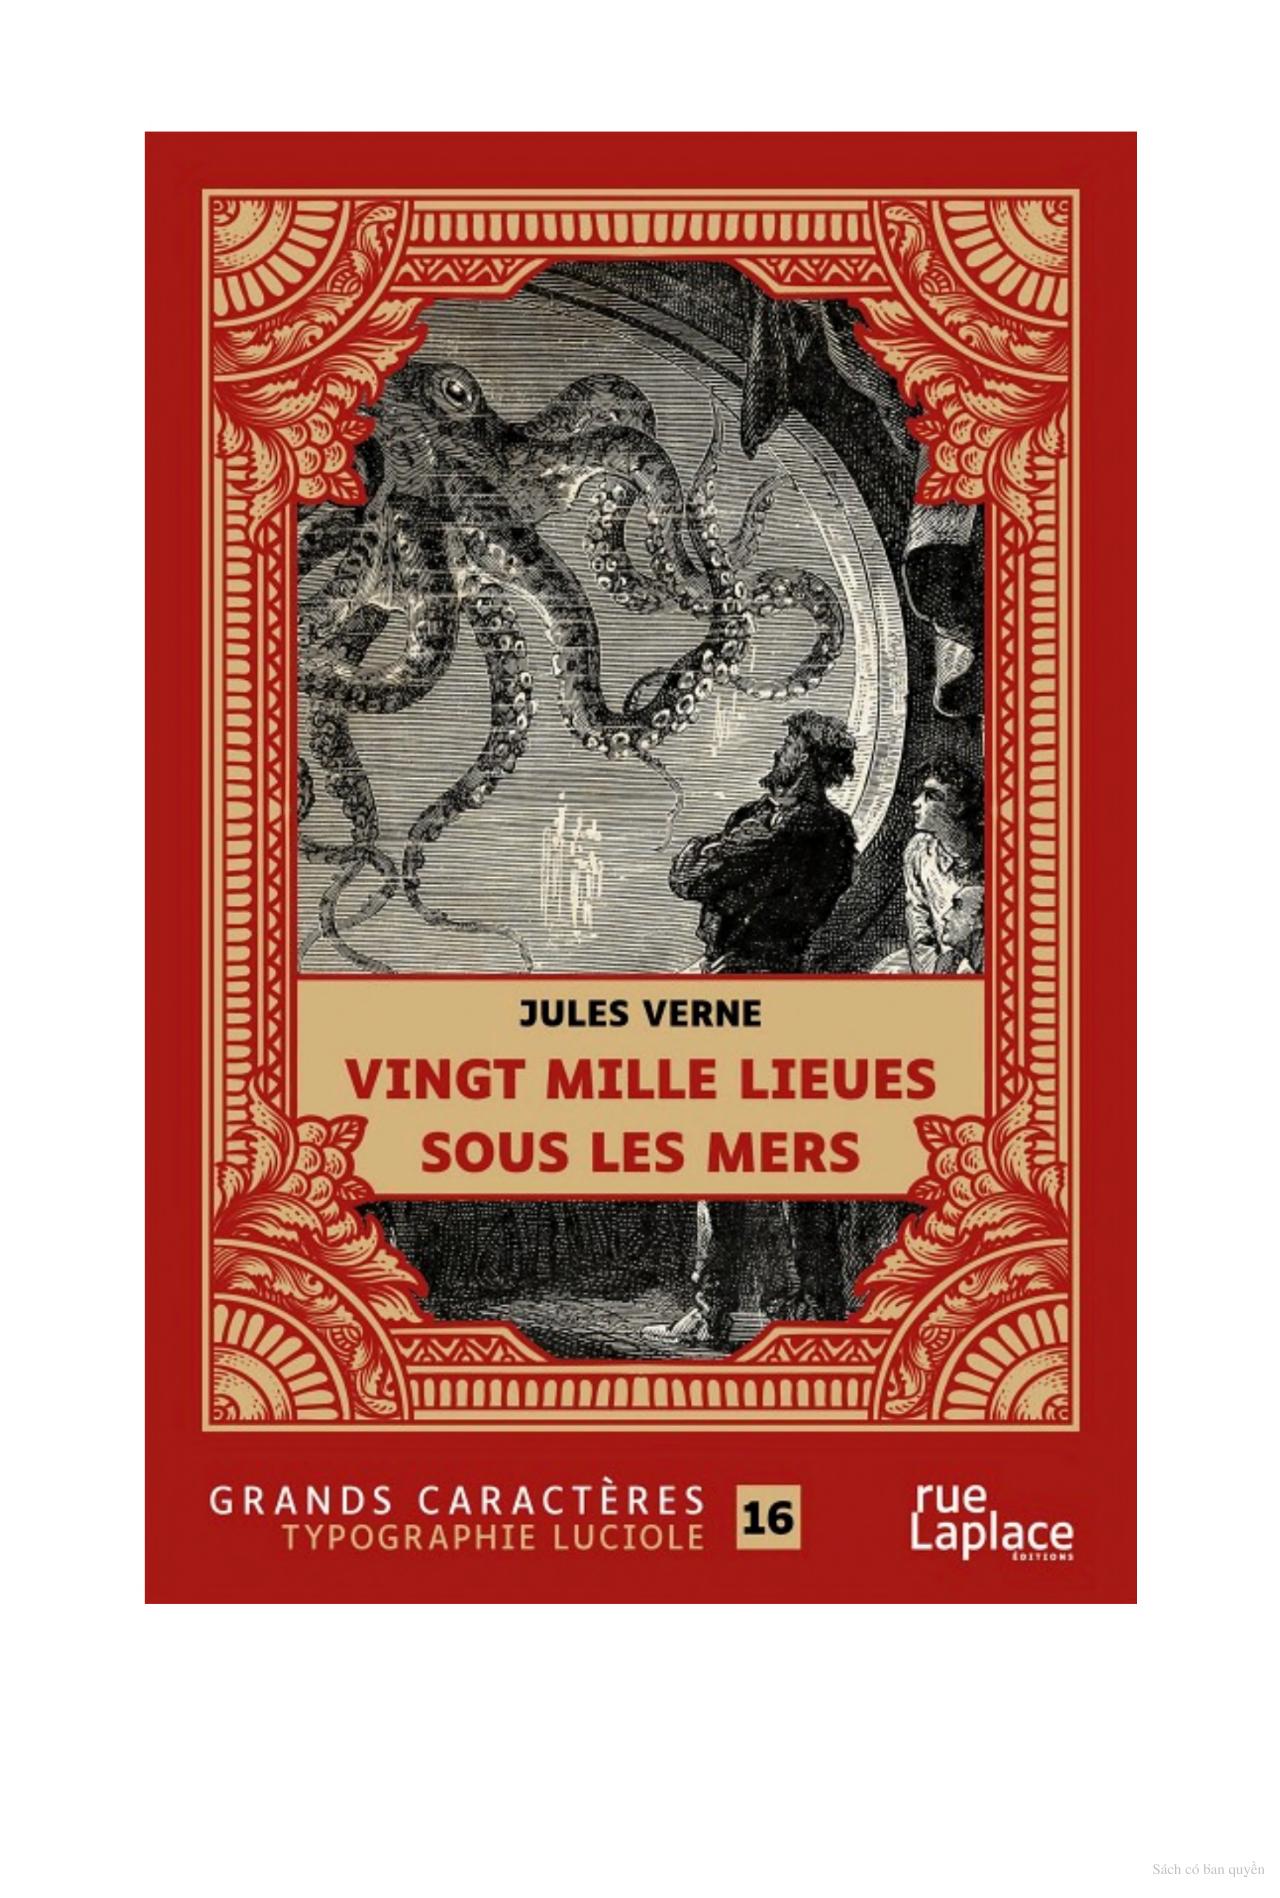 JULES VERNE
VINGT MILLE LIEUES
SOUS LES MERS
GRANDS CARACTÈRES
TYPOGRAPHIE LUCIOLE
16
rue
Laplace
ÉDITIONS
Sách có bản quyền